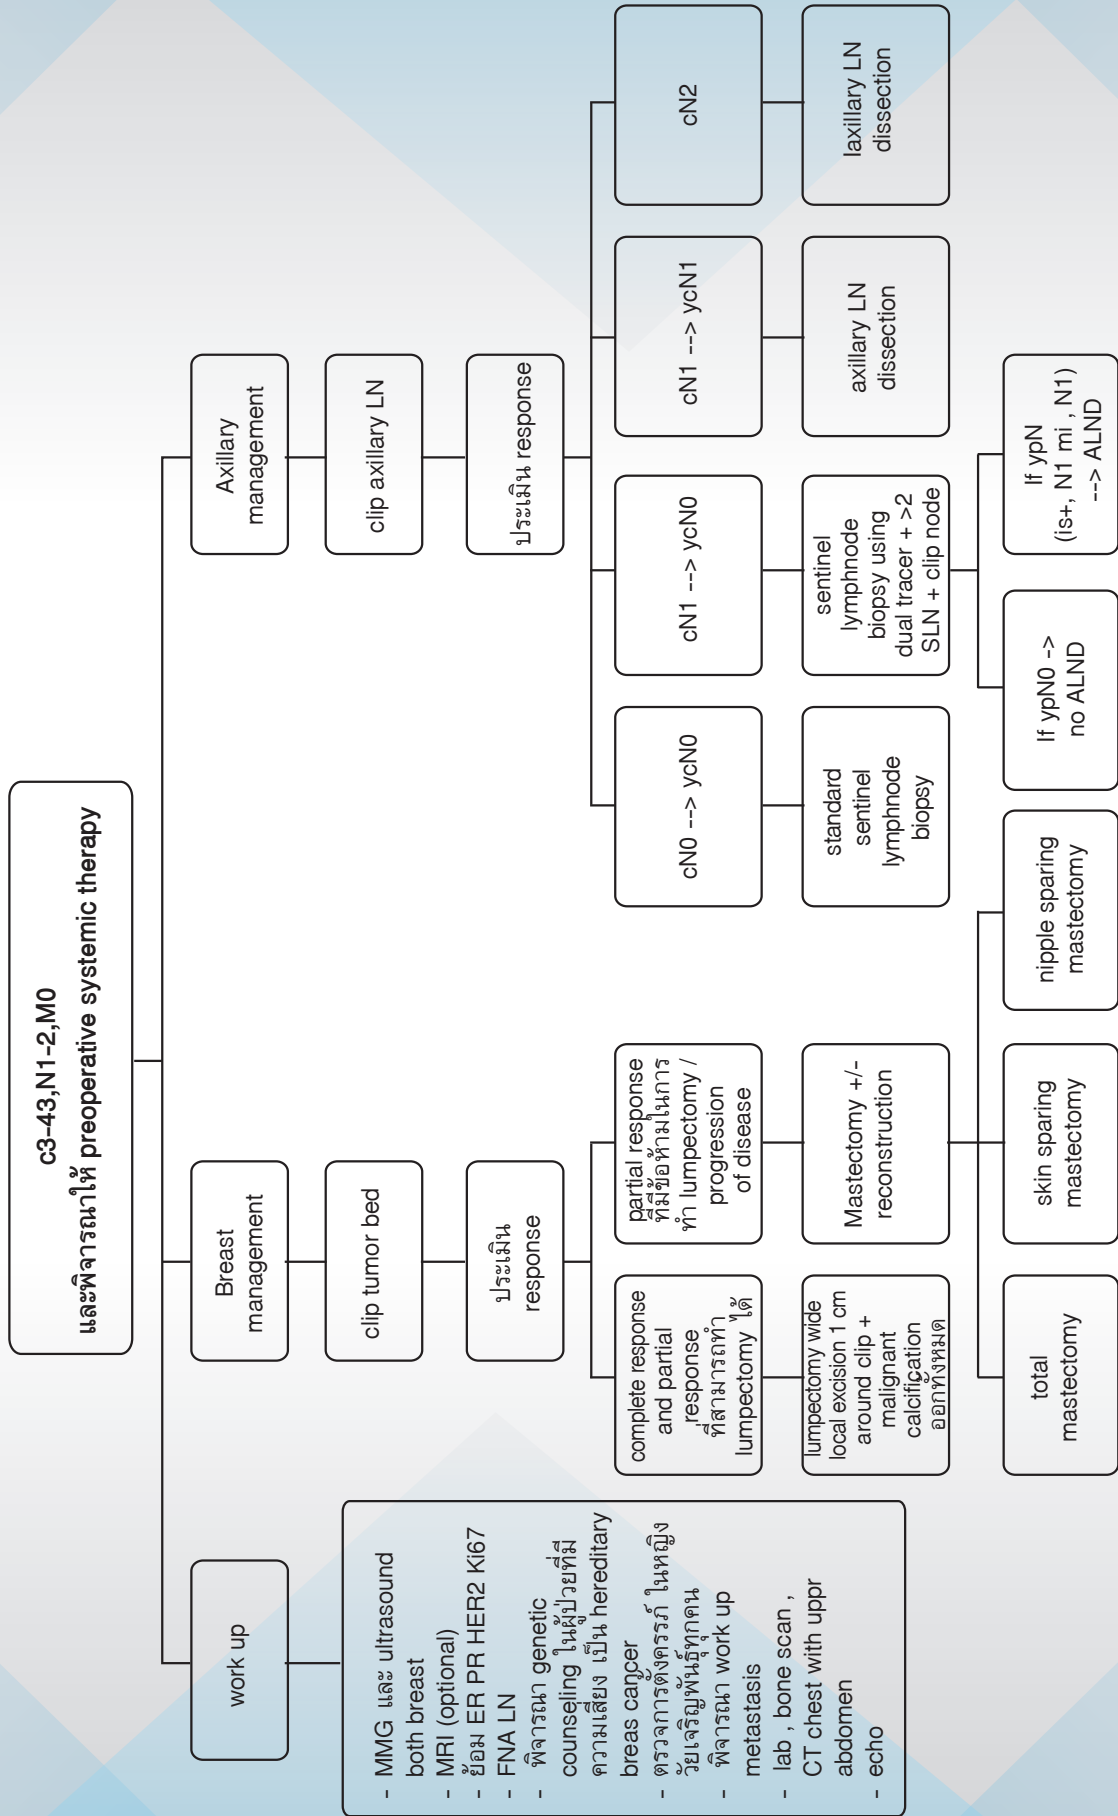 c3-43,N1-2,M0
และพิจารณาให้ preoperative systemic therapy
work up
- MMG และ ultrasound
both breast
- MRI (optional)
- ย้อม ER PR HER2 Ki67
- FNA LN
- พิจารณา genetic
counseling ในผู้ป่วยที่มี
ความเสี่ยง เป็น hereditary
breas cancer
- ตรวจการตั้งครรภ์ ในหญิง
วัยเจริญพันธุ์ทุกคน
- พิจารณา work up
metastasis
- lab , bone scan ,
CT chest with uppr
abdomen
- echo
Breast
management
clip tumor bed
ประเมิน
response
complete response
and partial
response
ที่สามารถทำ
lumpectomy ได้
lumpectomy wide
local excision 1 cm
around clip +
malignant
calcification
ออกทั้งหมด
partial response
ที่มีข้อห้ามในการ
ทำ lumpectomy /
progression
of disease
Mastectomy +/-
reconstruction
total
mastectomy
skin sparing
mastectomy
nipple sparing
mastectomy
Axillary
management
clip axillary LN
ประเมิน response
cN0 --> ycN0
standard
sentinel
lymphnode
biopsy
cN1 --> ycN0
sentinel
lymphnode
biopsy using
dual tracer + >2
SLN + clip node
If ypN0 ->
no ALND
If ypN
(is+, N1 mi , N1)
--> ALND
cN1 --> ycN1
axillary LN
dissection
cN2
laxillary LN
dissection